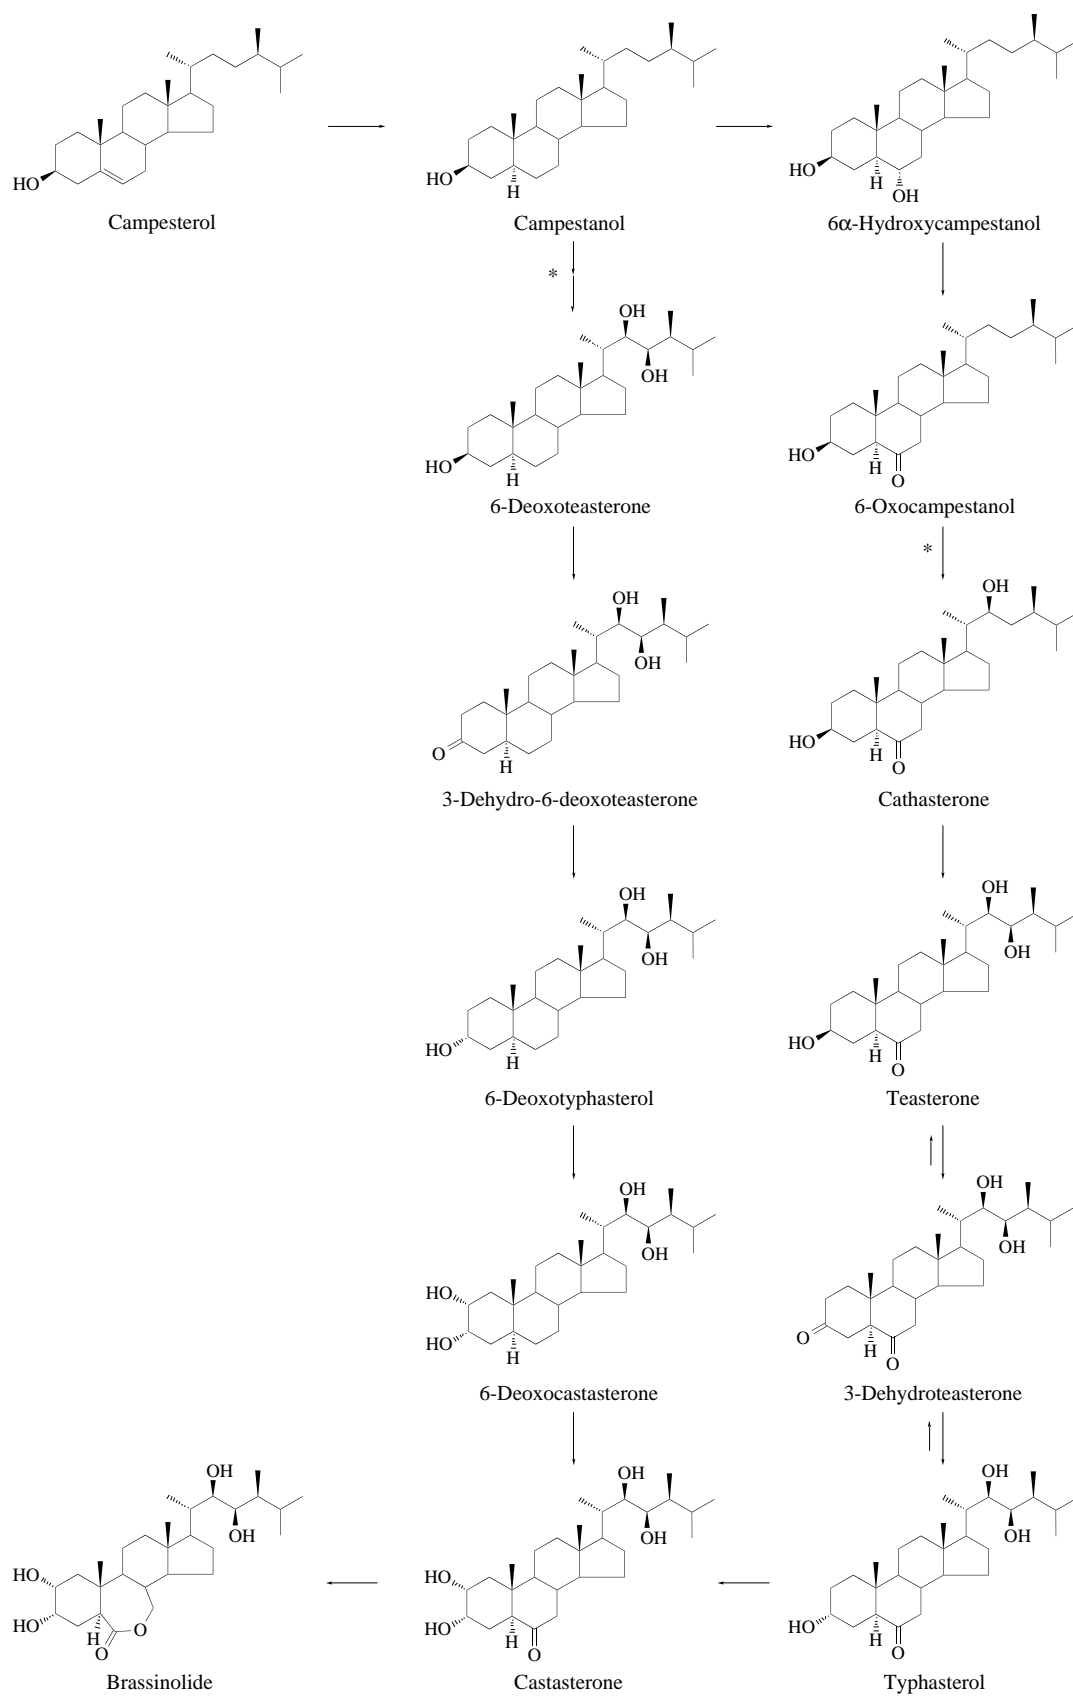 HO
Campesterol
HO
H
Campestanol
HO
H
OH
6α-Hydroxycampestanol
*
OH
OH
HO
H
6-Deoxoteasterone
HO
H
O
6-Oxocampestanol
*
OH
OH
O
H
3-Dehydro-6-deoxoteasterone
OH
HO
H
O
Cathasterone
OH
OH
HO
H
6-Deoxotyphasterol
OH
OH
HO
H
O
Teasterone
OH
OH
HO
HO
H
6-Deoxocastasterone
OH
OH
O
H
O
3-Dehydroteasterone
OH
OH
HO
HO
H
O
O
Brassinolide
OH
OH
HO
HO
H
O
Castasterone
OH
OH
HO
H
O
Typhasterol